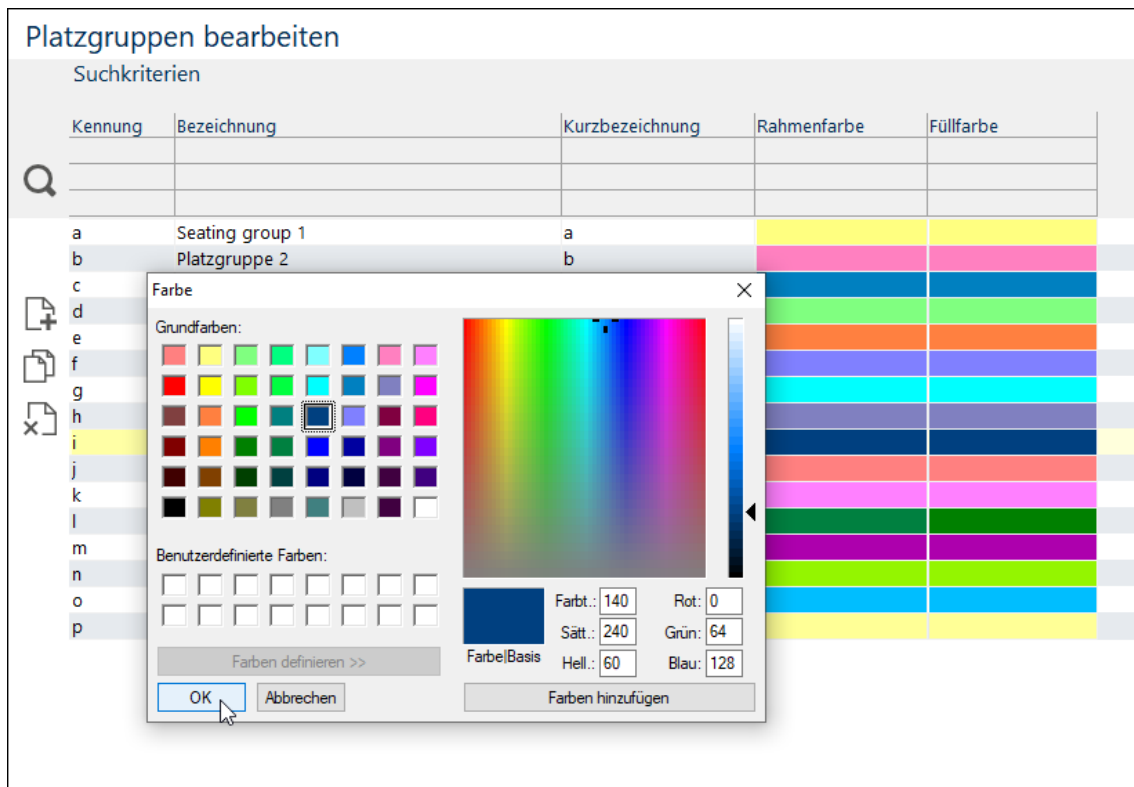 Platzgruppen bearbeiten
Suchkriterien
Kennung Bezeichnung Kurzbezeichnung Rahmenfarbe Füllfarbe
a Seating group 1 a
b Platzgruppe 2 b
c
d
e
f
g
h
i
j
k
l
m
n
o
p
Farbe
Grundfarben:
Benutzerdefinierte Farben:
Farben definieren >>
OK Abbrechen
Farbe|Basis
Farbt.: 140 Rot: 0
Sätt.: 240 Grün: 64
Hell.: 60 Blau: 128
Farben hinzufügen